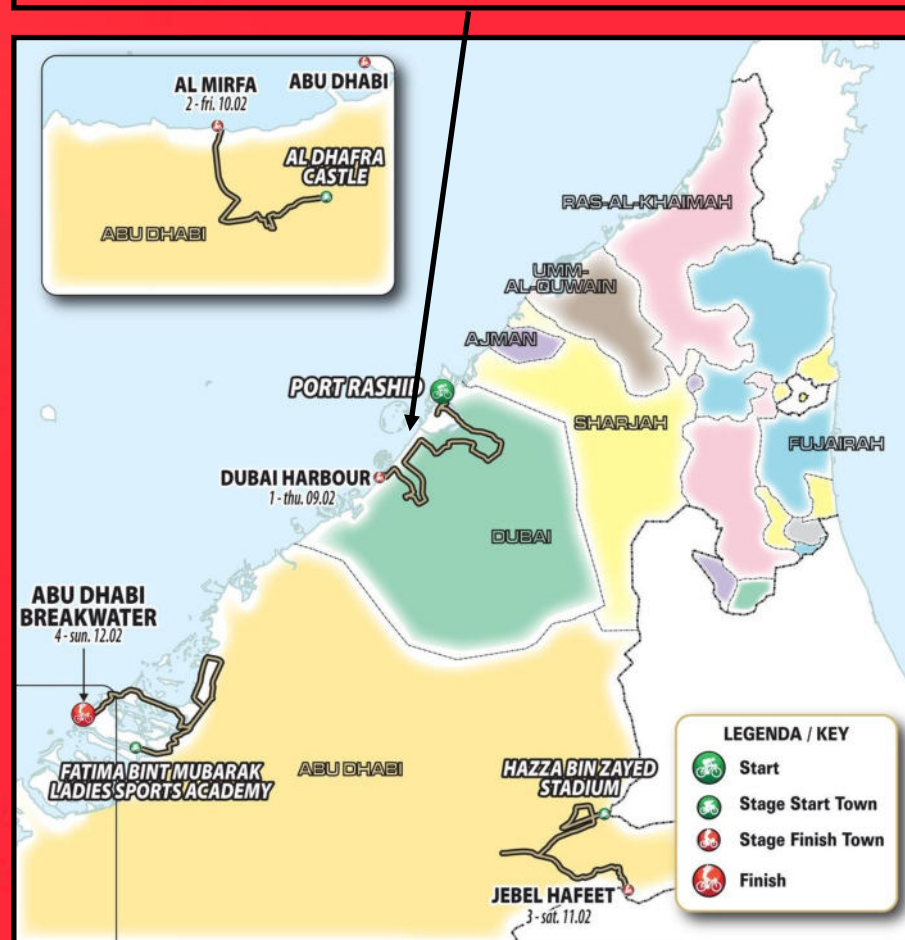 AL MIRFA
2 - fri. 10.02
ABU DHABI
AL DHAFRA
CASTLE
ABU DHABI
RAS-AL-KHAIMAH
UMM-
AL-QUWAIN
AJMAN
PORT RASHID
SHARJAH
FUJAIRAH
DUBAI HARBOUR
1 - thu. 09.02
DUBAI
ABU DHABI
BREAKWATER
4 - sun. 12.02
FATIMA BINT MUBARAK
LADIES SPORTS ACADEMY
ABU DHABI
HAZZA BIN ZAYED
STADIUM
JEBEL HAFEET
3 - sat. 11.02
LEGENDA / KEY
Start
Stage Start Town
Stage Finish Town
Finish